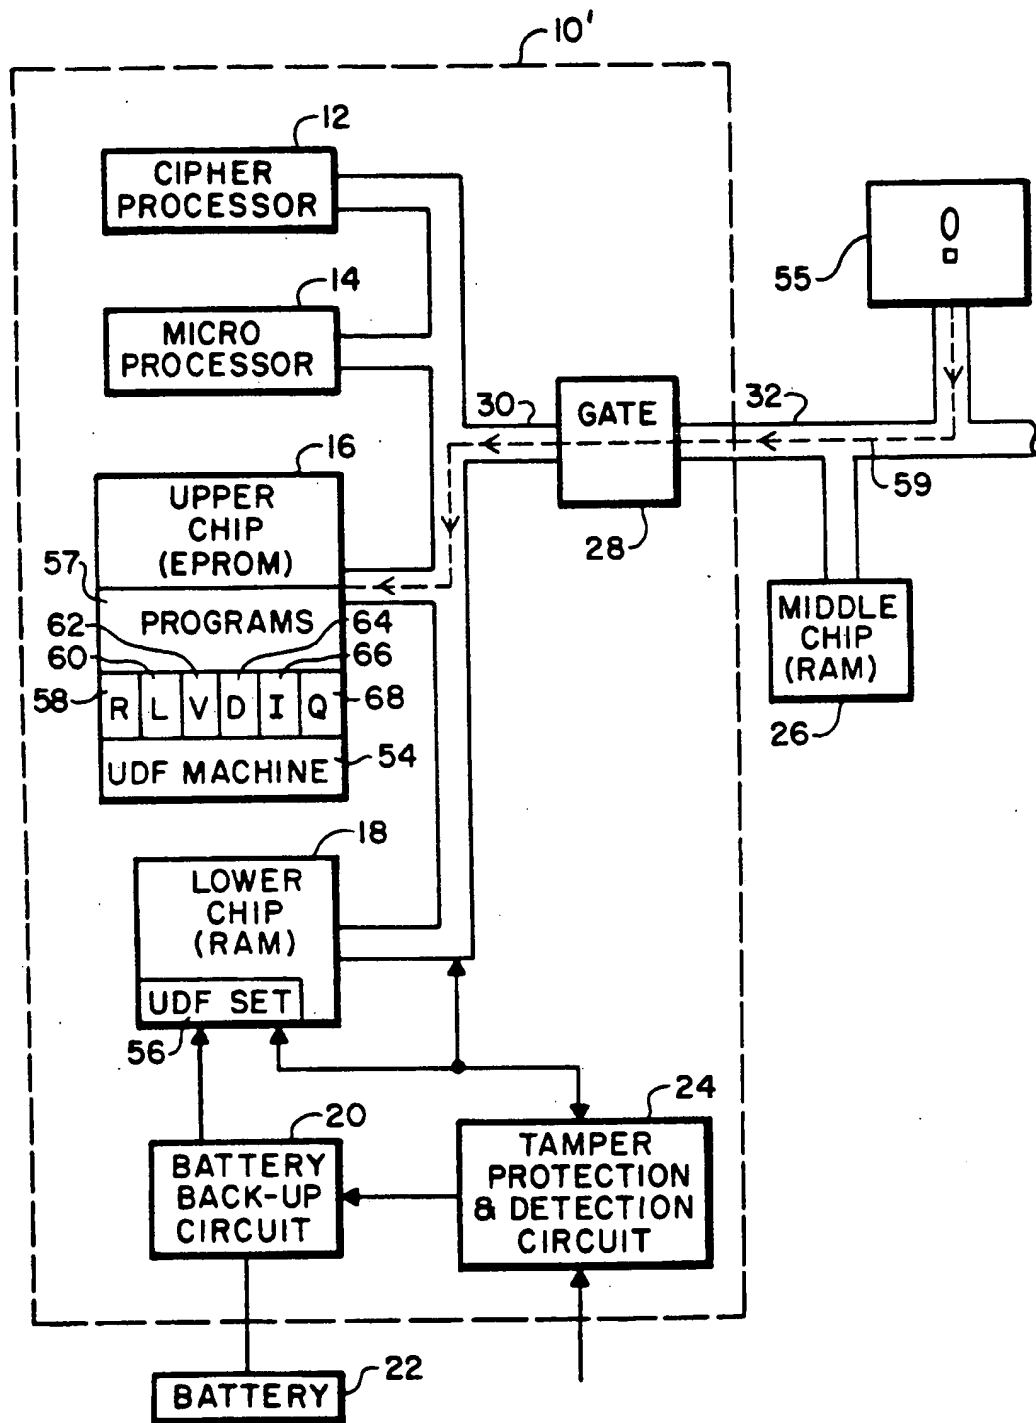 10'
12
CIPHER
PROCESSOR
14
MICRO
PROCESSOR
55
30
GATE
32
59
28
16
UPPER
CHIP
(EPROM)
57
PROGRAMS
62
64
60
66
58
R L V D I Q
68
UDF MACHINE
54
MIDDLE
CHIP
(RAM)
26
18
LOWER
CHIP
(RAM)
UDF SET
56
20
BATTERY
BACK-UP
CIRCUIT
24
TAMPER
PROTECTION
& DETECTION
CIRCUIT
BATTERY
22